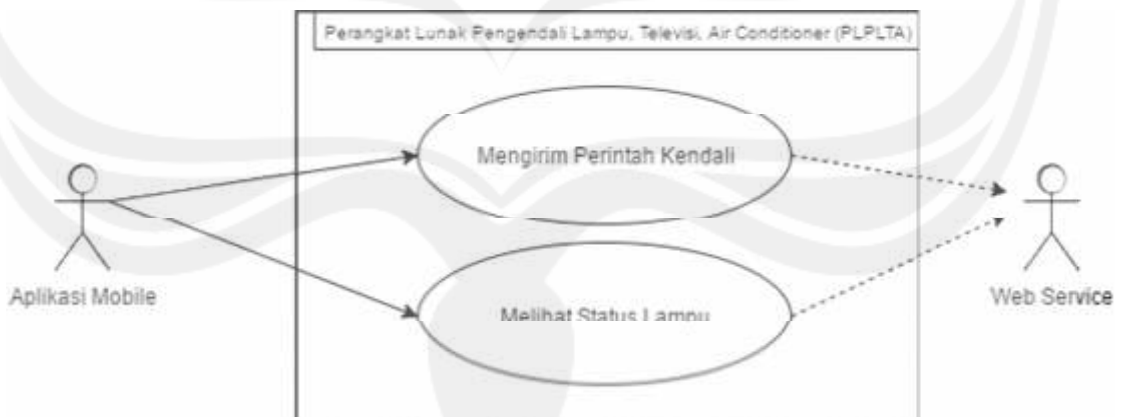 Perangkat Lunak Pengendali Lampu, Televisi, Air Conditioner (PLPLTA)
Mengirim Perintah Kendali
Aplikasi Mobile
Web Service
Melihat Status Lampu